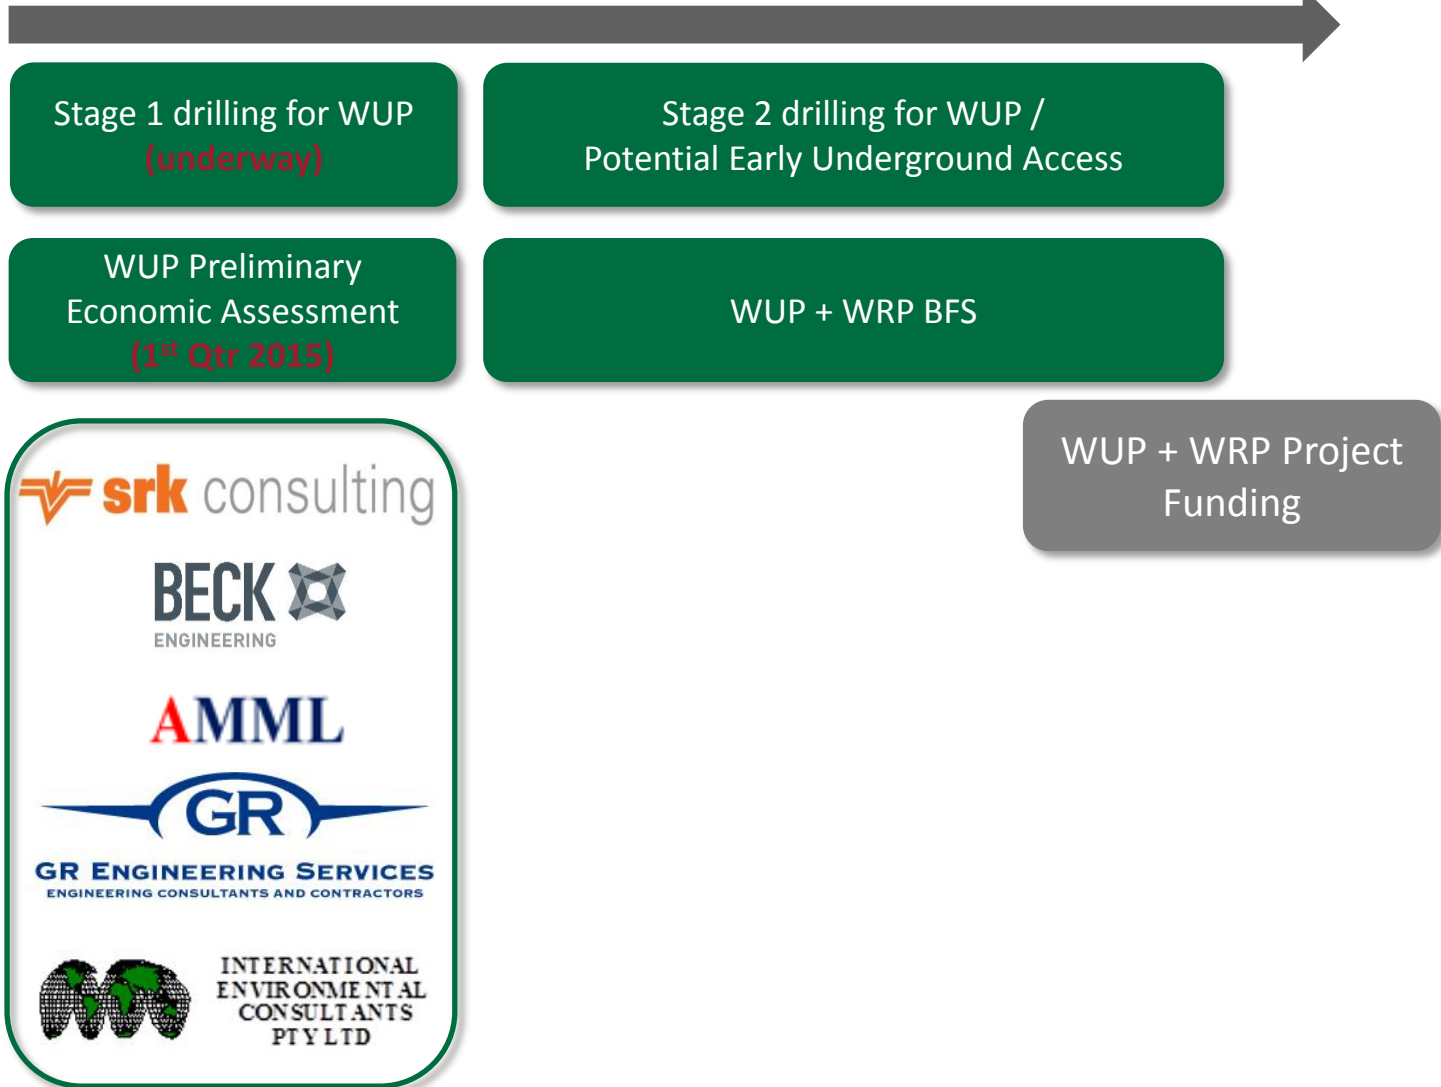 Stage 1 drilling for WUP
(underway)
Stage 2 drilling for WUP /
Potential Early Underground Access
WUP Preliminary
Economic Assessment
(1st Qtr 2015)
WUP + WRP BFS
WUP + WRP Project
Funding
srk consulting
BECK
ENGINEERING
AMML
GR
GR ENGINEERING SERVICES
ENGINEERING CONSULTANTS AND CONTRACTORS
INTERNATIONAL
ENVIRONMENTAL
CONSULTANTS
PTY LTD